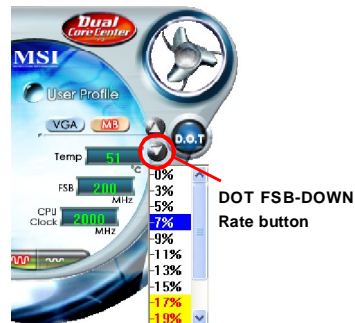 Dual
Core Center
MSI
User Profile
VGA MB
D.O.T
Temp 51 °C
FSB 200 MHz
CPU Clock 2000 MHz
-0%
-3%
-5%
-7%
-9%
-11%
-13%
-15%
-17%
-19%
DOT FSB-DOWN
Rate button